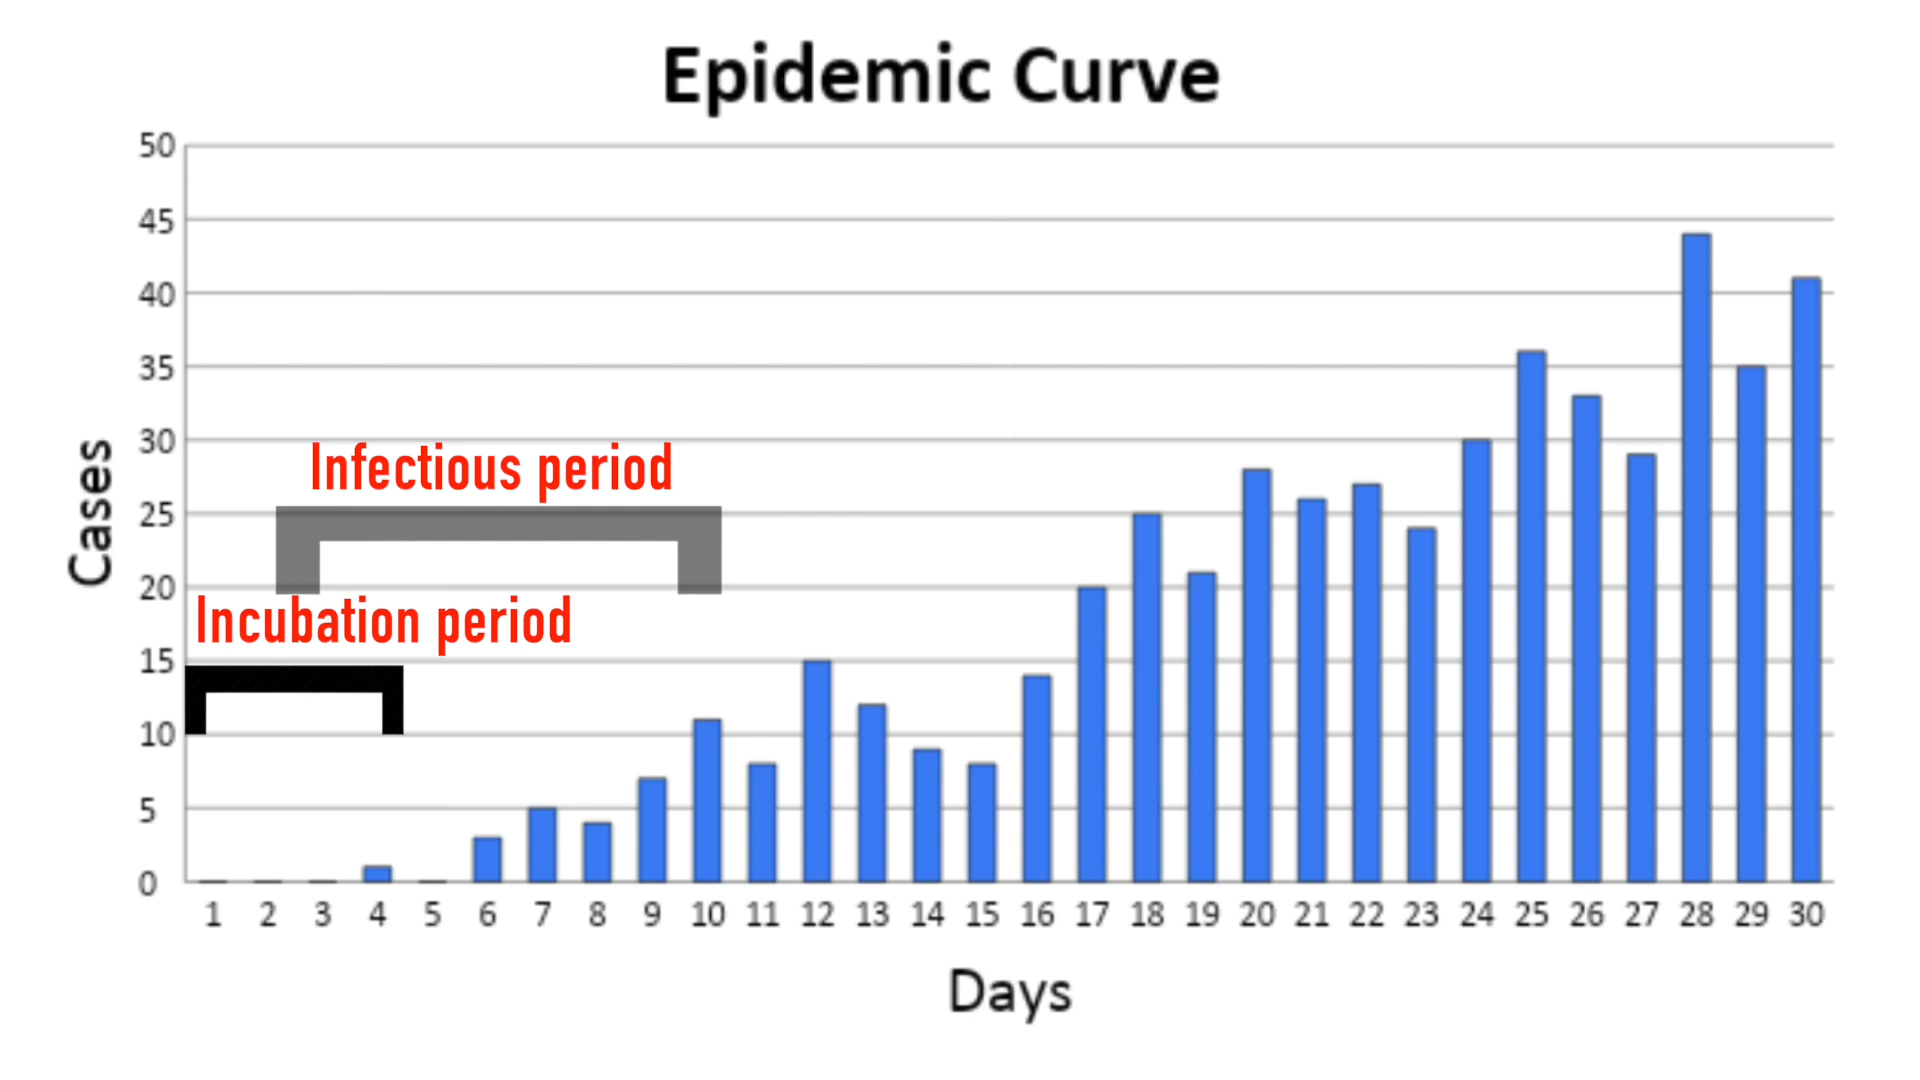 Epidemic Curve
50
45
40
35
30
25
20
15
10
5
0
Cases
Infectious period
Incubation period
1 2 3 4 5 6 7 8 9 10 11 12 13 14 15 16 17 18 19 20 21 22 23 24 25 26 27 28 29 30
Days